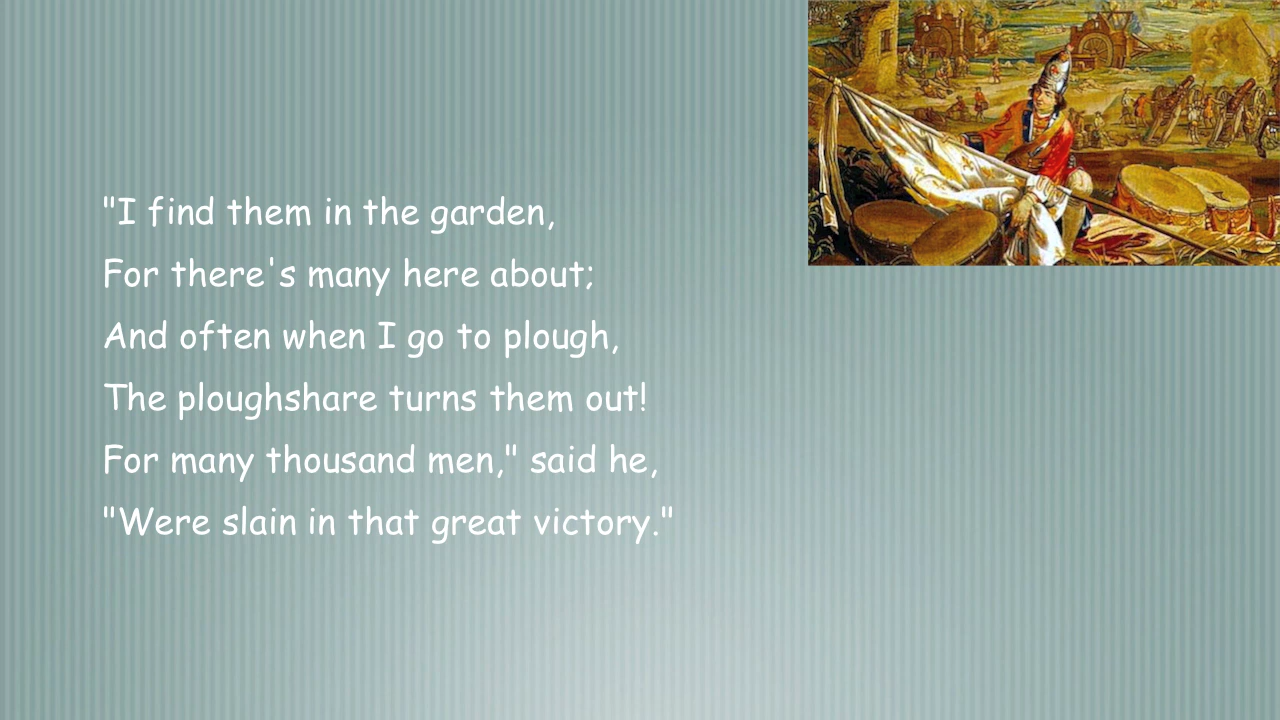 "I find them in the garden,
For there's many here about;
And often when I go to plough,
The ploughshare turns them out!
For many thousand men," said he,
"Were slain in that great victory."